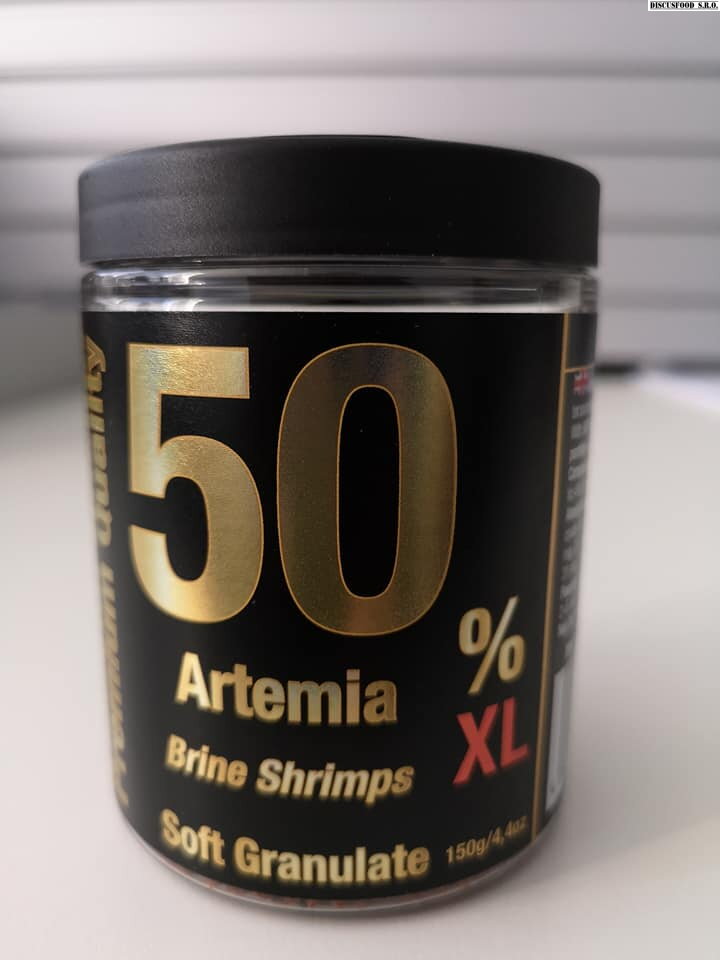 DISCUSFOOD S.R.O.
Premium Quality
50
%
XL
Artemia
Brine Shrimps
Soft Granulate
150g/4,4oz